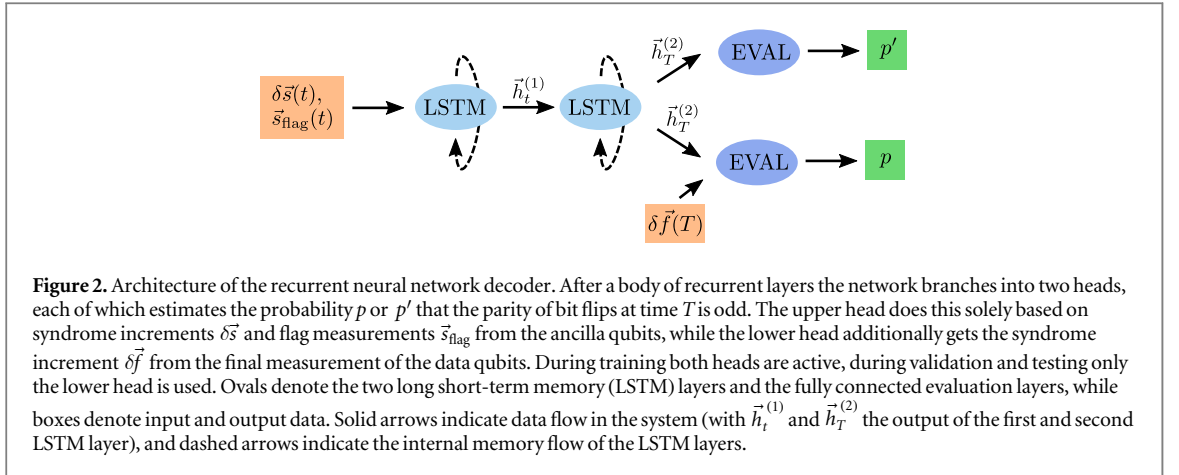 δs⃗(t),
s⃗_flag(t)
LSTM
h⃗_t^(1)
LSTM
h⃗_T^(2)
EVAL
p′
h⃗_T^(2)
EVAL
p
δf⃗(T)
Figure 2. Architecture of the recurrent neural network decoder. After a body of recurrent layers the network branches into two heads,
each of which estimates the probability p or p′ that the parity of bit flips at time T is odd. The upper head does this solely based on
syndrome increments δs⃗ and flag measurements s⃗_flag from the ancilla qubits, while the lower head additionally gets the syndrome
increment δf⃗ from the final measurement of the data qubits. During training both heads are active, during validation and testing only
the lower head is used. Ovals denote the two long short-term memory (LSTM) layers and the fully connected evaluation layers, while
boxes denote input and output data. Solid arrows indicate data flow in the system (with h⃗_t^(1) and h⃗_T^(2) the output of the first and second
LSTM layer), and dashed arrows indicate the internal memory flow of the LSTM layers.